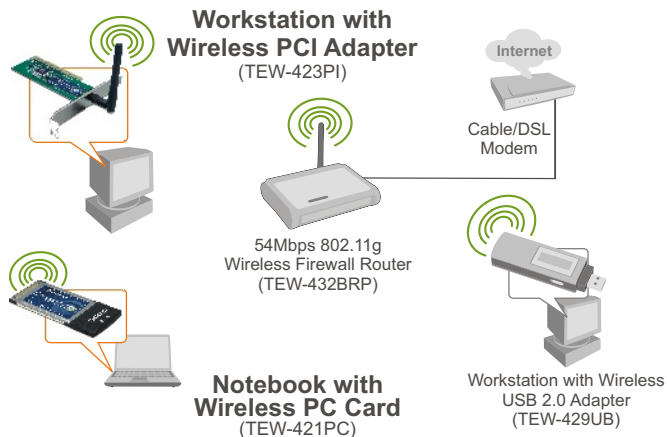 Workstation with
Wireless PCI Adapter
(TEW-423PI)
Internet
Cable/DSL
Modem
54Mbps 802.11g
Wireless Firewall Router
(TEW-432BRP)
Notebook with
Wireless PC Card
(TEW-421PC)
Workstation with Wireless
USB 2.0 Adapter
(TEW-429UB)